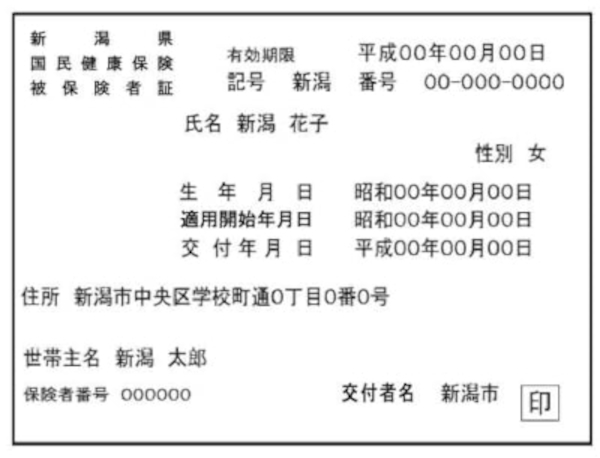 新潟県
国民健康保険
被保険者証
有効期限 平成00年00月00日
記号 新潟 番号 00-000-0000
氏名 新潟 花子
性別 女
生年月日 昭和00年00月00日
適用開始年月日 昭和00年00月00日
交付年月日 平成00年00月00日
住所 新潟市中央区学校町通0丁目0番0号
世帯主名 新潟 太郎
保険者番号 000000 交付者名 新潟市 印